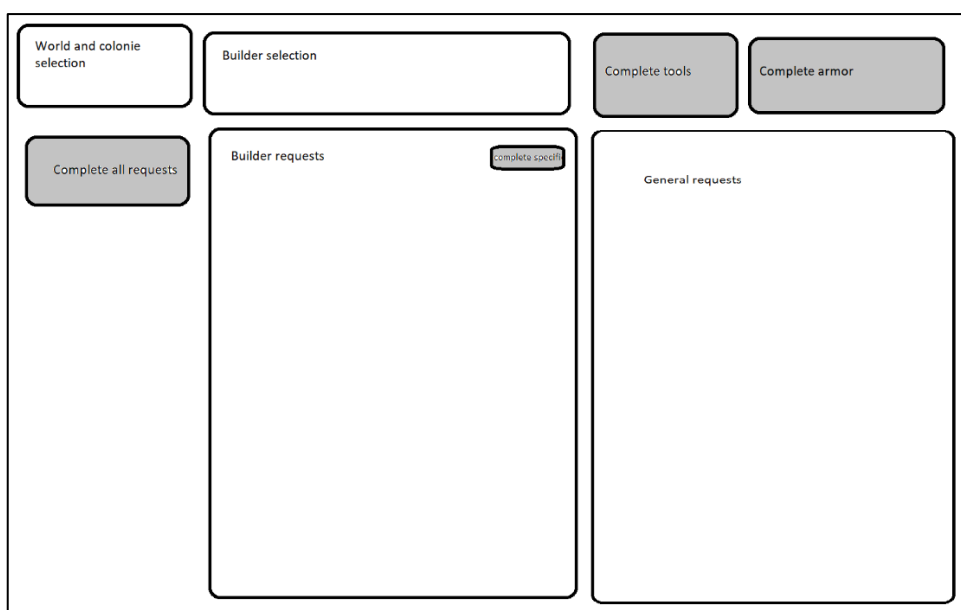 World and colonie
selection
Builder selection
Complete tools
Complete armor
Complete all requests
Builder requests
complete specifi
General requests